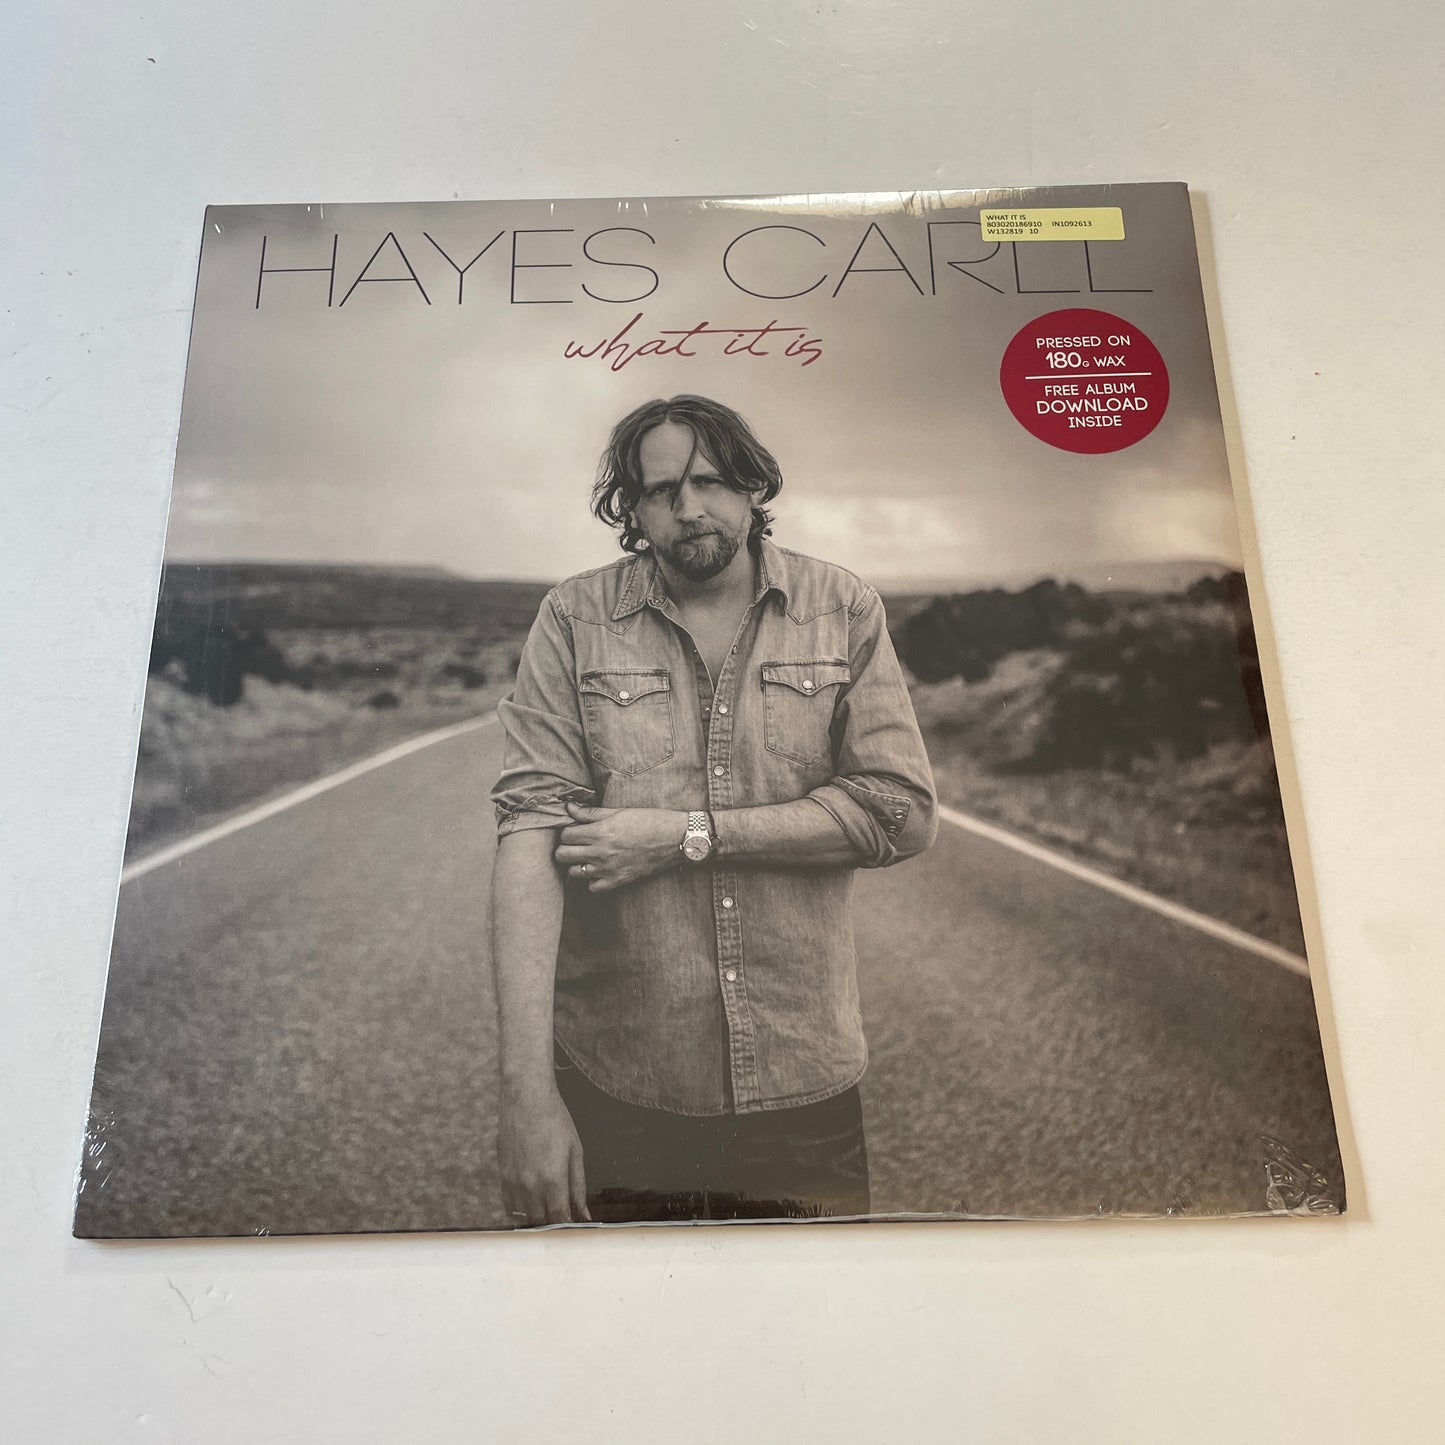 HAYES CARLL
what it is
WHAT IT IS
803020186910 IN1092613
W132819 10
PRESSED ON
180G WAX
FREE ALBUM
DOWNLOAD
INSIDE